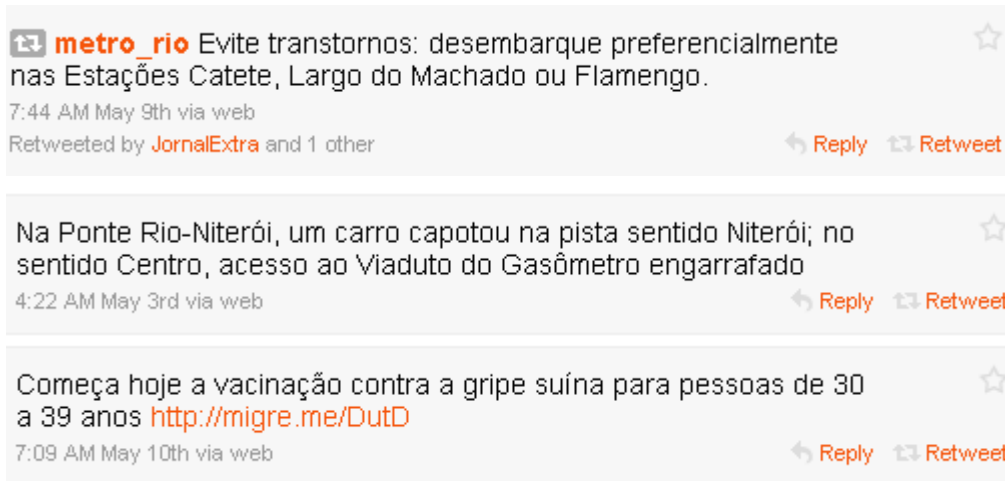 metro_rio Evite transtornos: desembarque preferencialmente
nas Estações Catete, Largo do Machado ou Flamengo.
7:44 AM May 9th via web
Retweeted by JornalExtra and 1 other Reply Retweet
Na Ponte Rio-Niterói, um carro capotou na pista sentido Niterói; no
sentido Centro, acesso ao Viaduto do Gasômetro engarrafado
4:22 AM May 3rd via web Reply Retweet
Começa hoje a vacinação contra a gripe suína para pessoas de 30
a 39 anos http://migre.me/DutD
7:09 AM May 10th via web Reply Retweet